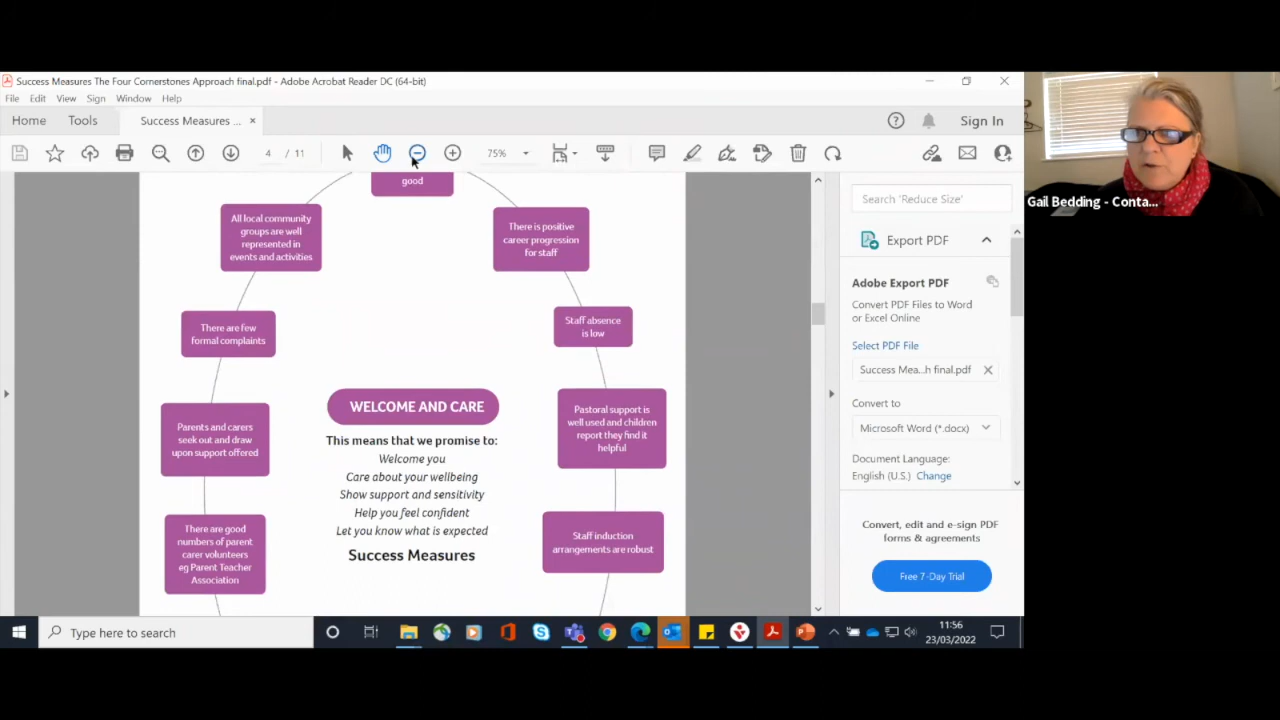 Success Measures The Four Cornerstones Approach final.pdf - Adobe Acrobat Reader DC (64-bit)
File Edit View Sign Window Help
Home Tools Success Measures ... × Sign In
4 / 11 75%
good
All local community
groups are well
represented in
events and activities
There is positive
career progression
for staff
There are few
formal complaints
Staff absence
is low
Parents and carers
seek out and draw
upon support offered
Pastoral support is
well used and children
report they find it
helpful
There are good
numbers of parent
carer volunteers
eg Parent Teacher
Association
Staff induction
arrangements are robust
WELCOME AND CARE
This means that we promise to:
Welcome you
Care about your wellbeing
Show support and sensitivity
Help you feel confident
Let you know what is expected
Success Measures
Search 'Reduce Size'
Export PDF
Adobe Export PDF
Convert PDF Files to Word
or Excel Online
Select PDF File
Success Mea...h final.pdf
Convert to
Microsoft Word (*.docx)
Document Language:
English (U.S.) Change
Convert, edit and e-sign PDF
forms & agreements
Free 7-Day Trial
Type here to search
11:56
23/03/2022
Gail Bedding - Conta...